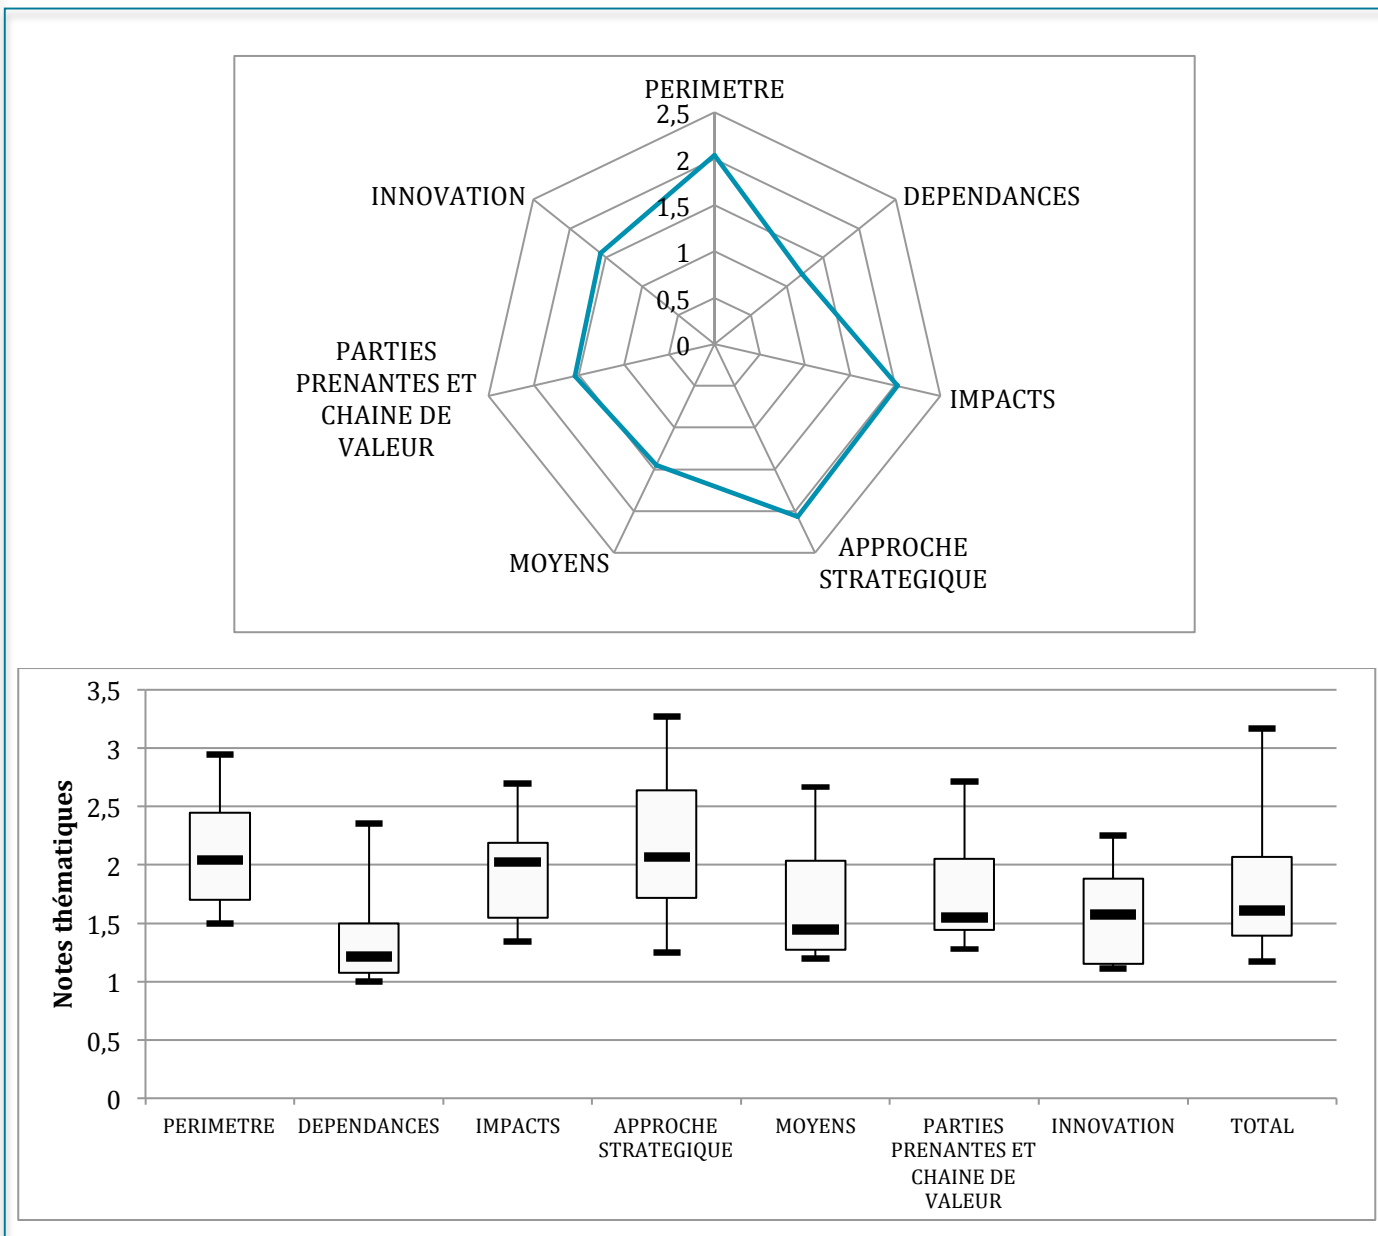 PERIMETRE
2,5
2
1,5
1
0,5
0
DEPENDANCES
IMPACTS
APPROCHE
STRATEGIQUE
MOYENS
PARTIES
PRENANTES ET
CHAINE DE
VALEUR
INNOVATION
Notes thématiques
3,5
3
2,5
2
1,5
1
0,5
0
PERIMETRE
DEPENDANCES
IMPACTS
APPROCHE
STRATEGIQUE
MOYENS
PARTIES
PRENANTES ET
CHAINE DE
VALEUR
INNOVATION
TOTAL